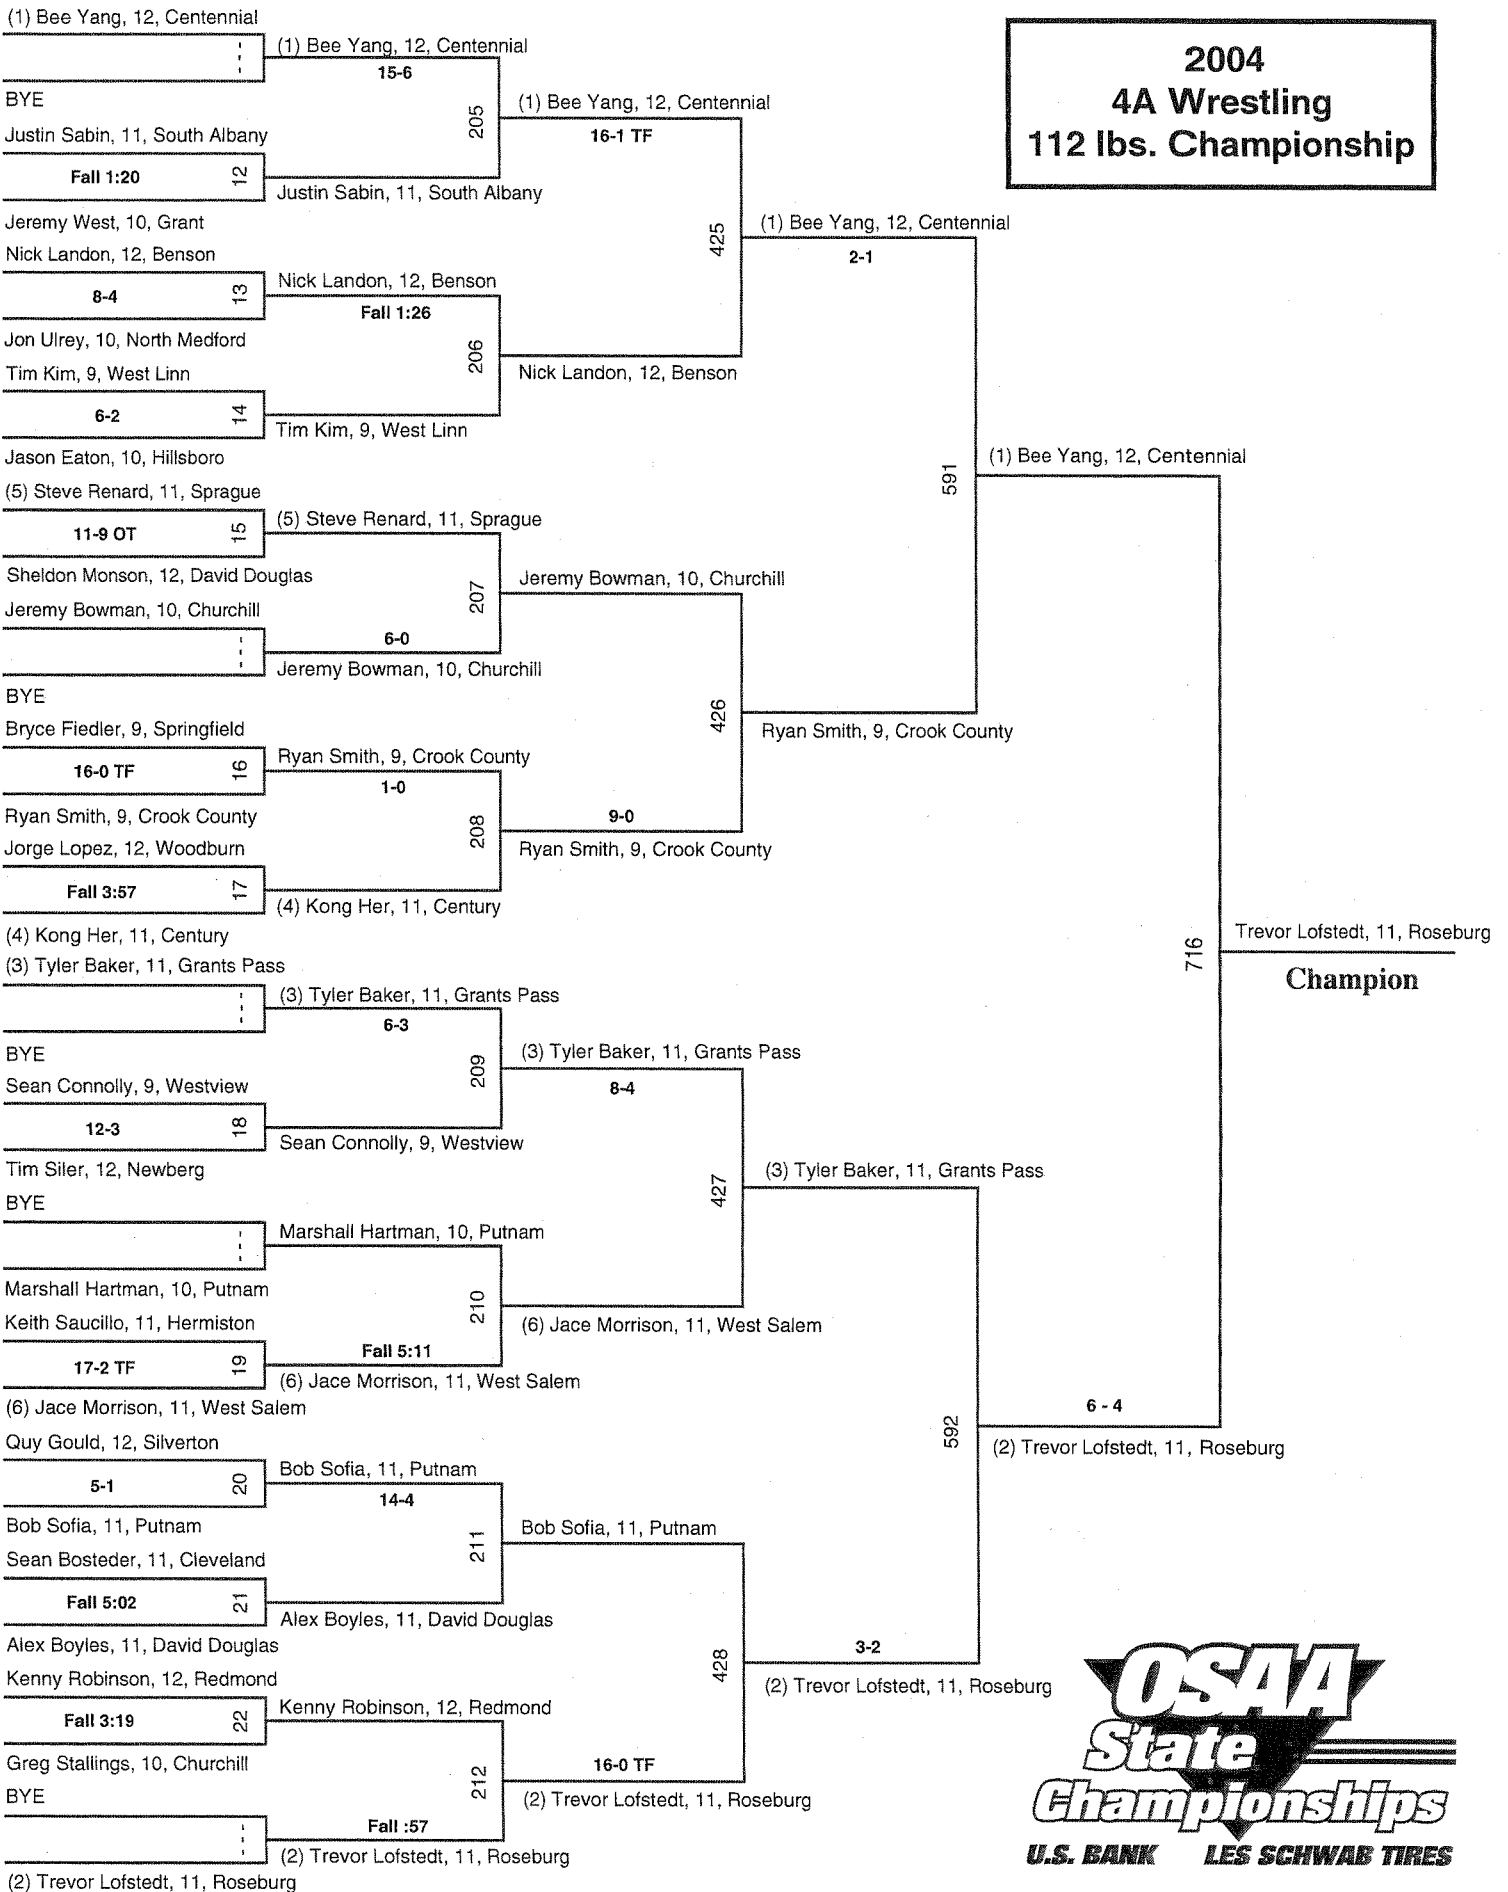 (1) Bee Yang, 12, Centennial
BYE
Justin Sabin, 11, South Albany
Fall 1:20
12
Jeremy West, 10, Grant
Nick Landon, 12, Benson
8-4
13
Jon Ulrey, 10, North Medford
Tim Kim, 9, West Linn
6-2
14
Jason Eaton, 10, Hillsboro
(5) Steve Renard, 11, Sprague
11-9 OT
15
Sheldon Monson, 12, David Douglas
Jeremy Bowman, 10, Churchill
BYE
Bryce Fiedler, 9, Springfield
16-0 TF
16
Ryan Smith, 9, Crook County
Jorge Lopez, 12, Woodburn
Fall 3:57
17
(4) Kong Her, 11, Century
(3) Tyler Baker, 11, Grants Pass
BYE
Sean Connolly, 9, Westview
12-3
18
Tim Siler, 12, Newberg
BYE
Marshall Hartman, 10, Putnam
Keith Saucillo, 11, Hermiston
17-2 TF
19
(6) Jace Morrison, 11, West Salem
Quy Gould, 12, Silverton
5-1
20
Bob Sofia, 11, Putnam
Sean Bosteder, 11, Cleveland
Fall 5:02
21
Alex Boyles, 11, David Douglas
Kenny Robinson, 12, Redmond
Fall 3:19
22
Greg Stallings, 10, Churchill
BYE
(2) Trevor Lofstedt, 11, Roseburg
(1) Bee Yang, 12, Centennial
15-6
205
Justin Sabin, 11, South Albany
Nick Landon, 12, Benson
Fall 1:26
206
Tim Kim, 9, West Linn
(5) Steve Renard, 11, Sprague
207
6-0
Jeremy Bowman, 10, Churchill
Ryan Smith, 9, Crook County
1-0
208
(4) Kong Her, 11, Century
(3) Tyler Baker, 11, Grants Pass
6-3
209
Sean Connolly, 9, Westview
Marshall Hartman, 10, Putnam
210
Fall 5:11
(6) Jace Morrison, 11, West Salem
Bob Sofia, 11, Putnam
14-4
211
Alex Boyles, 11, David Douglas
Kenny Robinson, 12, Redmond
212
Fall :57
(2) Trevor Lofstedt, 11, Roseburg
(1) Bee Yang, 12, Centennial
16-1 TF
425
Nick Landon, 12, Benson
Jeremy Bowman, 10, Churchill
426
9-0
Ryan Smith, 9, Crook County
(3) Tyler Baker, 11, Grants Pass
8-4
427
(6) Jace Morrison, 11, West Salem
Bob Sofia, 11, Putnam
428
16-0 TF
(2) Trevor Lofstedt, 11, Roseburg
(1) Bee Yang, 12, Centennial
2-1
591
Ryan Smith, 9, Crook County
(3) Tyler Baker, 11, Grants Pass
592
3-2
(2) Trevor Lofstedt, 11, Roseburg
(1) Bee Yang, 12, Centennial
716
6 - 4
(2) Trevor Lofstedt, 11, Roseburg
Trevor Lofstedt, 11, Roseburg
Champion
2004
4A Wrestling
112 lbs. Championship
OSAA
State
Championships
U.S. BANK LES SCHWAB TIRES